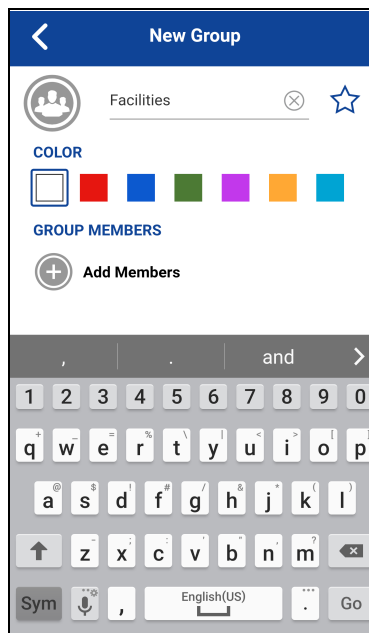 New Group
Facilities
COLOR
GROUP MEMBERS
Add Members
, . and
1 2 3 4 5 6 7 8 9 0
+ _ = % \ | < > [ ]
q w e r t y u i o p
@ $ ! # / & * ( )
a s d f g h j k l
- ' : " ' ~ ?
z x c v b n m
Sym , English(US) . Go